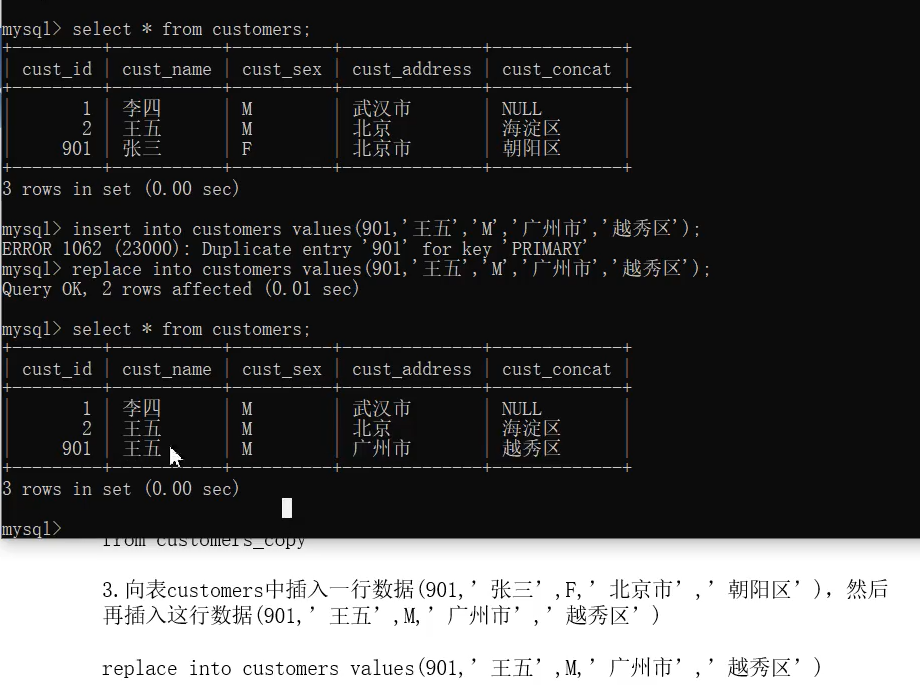 mysql> select * from customers;
| cust_id | cust_name | cust_sex | cust_address | cust_concat |
| 1 | 李四 | M | 武汉市 | NULL |
| 2 | 王五 | M | 北京 | 海淀区 |
| 901 | 张三 | F | 北京市 | 朝阳区 |
3 rows in set (0.00 sec)
mysql> insert into customers values(901,'王五','M','广州市','越秀区');
ERROR 1062 (23000): Duplicate entry '901' for key 'PRIMARY'
mysql> replace into customers values(901,'王五','M','广州市','越秀区');
Query OK, 2 rows affected (0.01 sec)
mysql> select * from customers;
| cust_id | cust_name | cust_sex | cust_address | cust_concat |
| 1 | 李四 | M | 武汉市 | NULL |
| 2 | 王五 | M | 北京 | 海淀区 |
| 901 | 王五 | M | 广州市 | 越秀区 |
3 rows in set (0.00 sec)
mysql>
from customers_copy
3.向表customers中插入一行数据(901,’张三’,F,’北京市’,’朝阳区’)，然后
再插入这行数据(901,’王五’,M,’广州市’,’越秀区’)
replace into customers values(901,’王五’,M,’广州市’,’越秀区’)